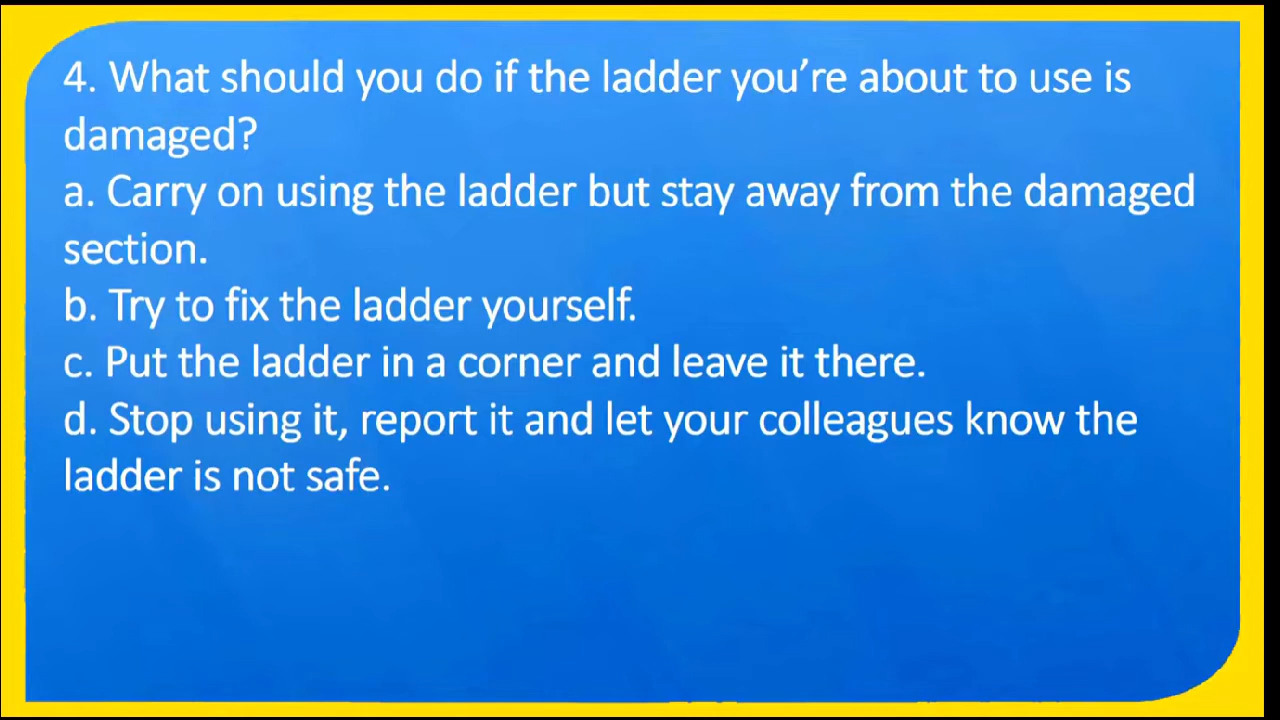 4. What should you do if the ladder you’re about to use is
damaged?
a. Carry on using the ladder but stay away from the damaged
section.
b. Try to fix the ladder yourself.
c. Put the ladder in a corner and leave it there.
d. Stop using it, report it and let your colleagues know the
ladder is not safe.